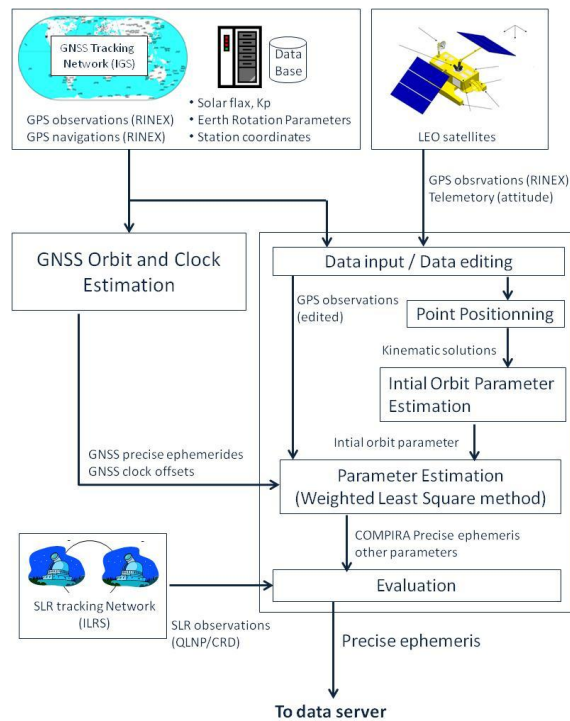 GNSS Tracking
Network (IGS)
Data
Base
GPS observations (RINEX)
GPS navigations (RINEX)
• Solar flax, Kp
• Eerth Rotation Parameters
• Station coordinates
LEO satellites
GPS obsrvations (RINEX)
Telemetory (attitude)
GNSS Orbit and Clock
Estimation
Data input / Data editing
GPS observations
(edited)
Point Positionning
Kinematic solutions
Intial Orbit Parameter
Estimation
Intial orbit parameter
GNSS precise ephemerides
GNSS clock offsets
Parameter Estimation
(Weighted Least Square method)
COMPIRA Precise ephemeris
other parameters
Evaluation
SLR tracking Network
(ILRS)
SLR observations
(QLNP/CRD)
Precise ephemeris
To data server